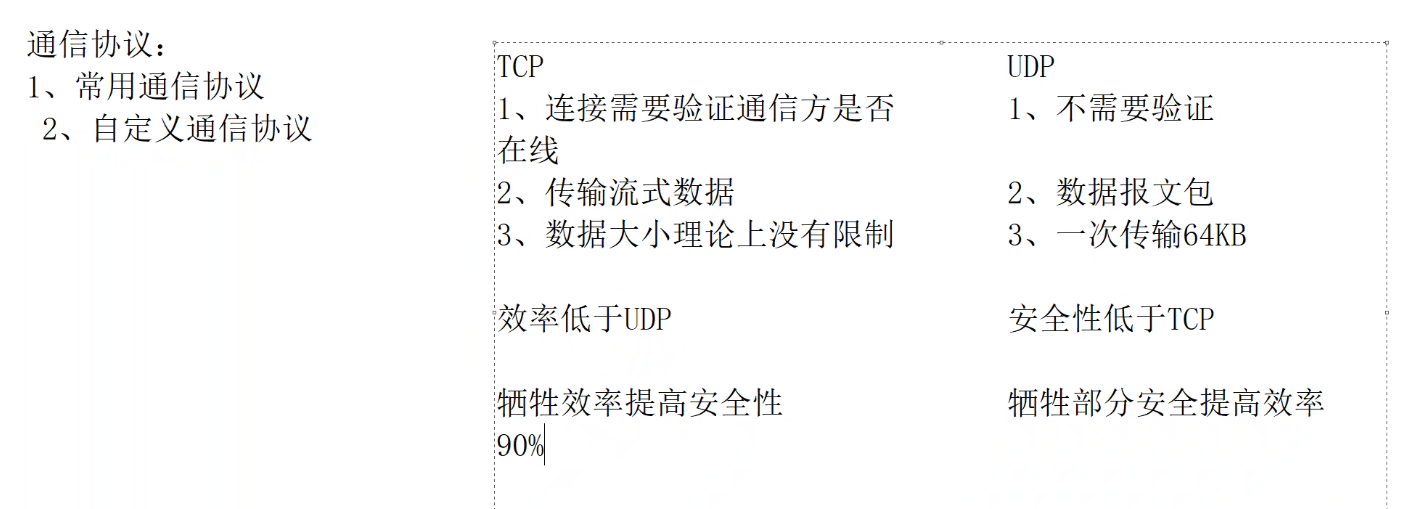 通信协议：
1、常用通信协议
2、自定义通信协议
TCP
1、连接需要验证通信方是否
在线
2、传输流式数据
3、数据大小理论上没有限制
效率低于UDP
牺牲效率提高安全性
90%
UDP
1、不需要验证
2、数据报文包
3、一次传输64KB
安全性低于TCP
牺牲部分安全提高效率